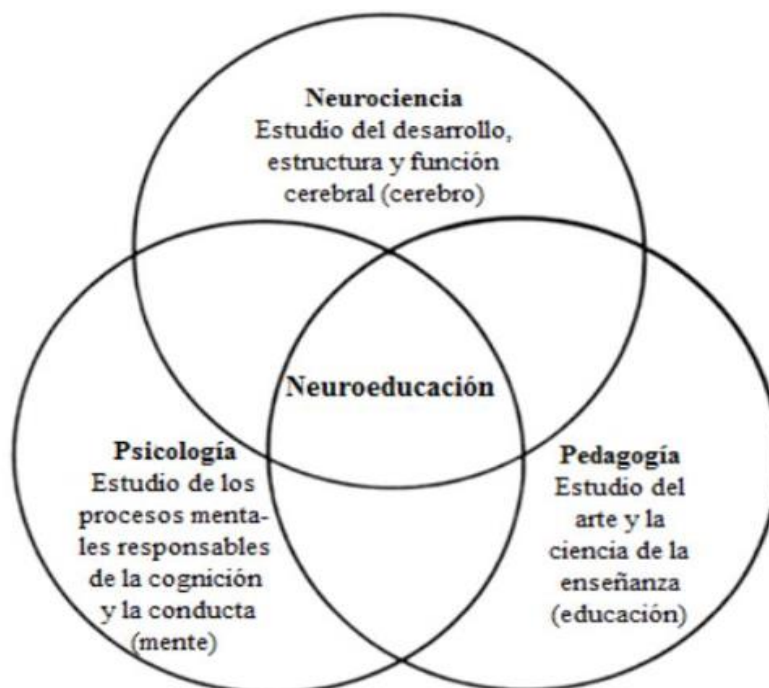 Neurociencia
Estudio del desarrollo,
estructura y función
cerebral (cerebro)
Neuroeducación
Psicología
Estudio de los
procesos menta-
les responsables
de la cognición
y la conducta
(mente)
Pedagogía
Estudio del
arte y la
ciencia de la
enseñanza
(educación)